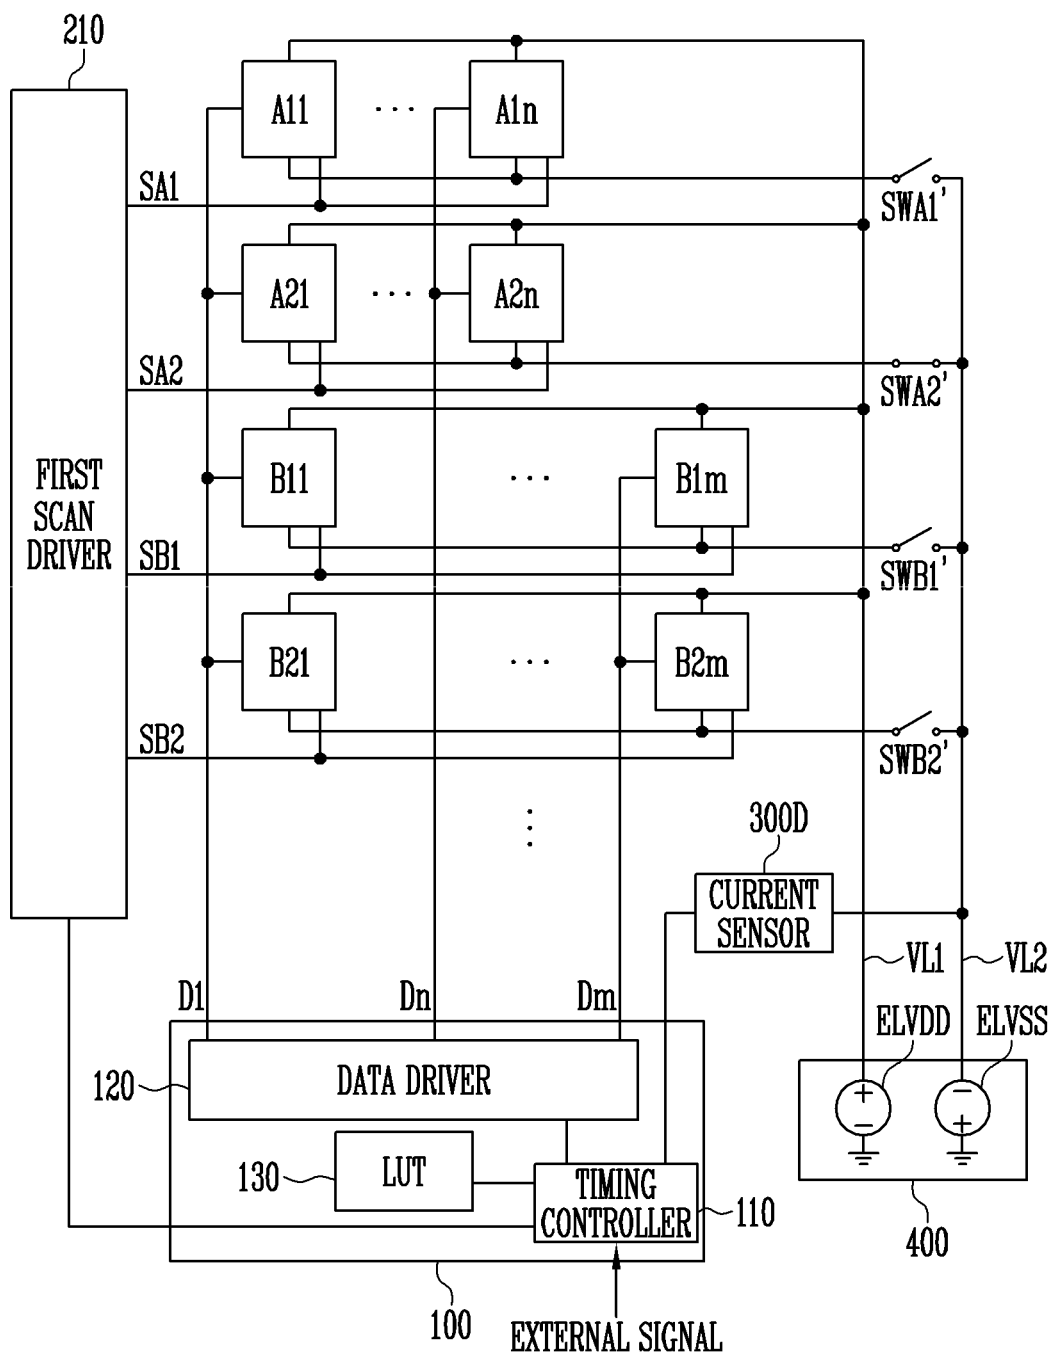 210
A11
· · ·
A1n
SA1
SWA1'
A21
· · ·
A2n
SA2
SWA2'
FIRST
SCAN
DRIVER
B11
· · ·
B1m
SB1
SWB1'
B21
· · ·
B2m
SB2
SWB2'
300D
CURRENT
SENSOR
VL1
VL2
D1
Dn
Dm
ELVDD
ELVSS
120
DATA DRIVER
130
LUT
TIMING
CONTROLLER
110
400
100
EXTERNAL SIGNAL